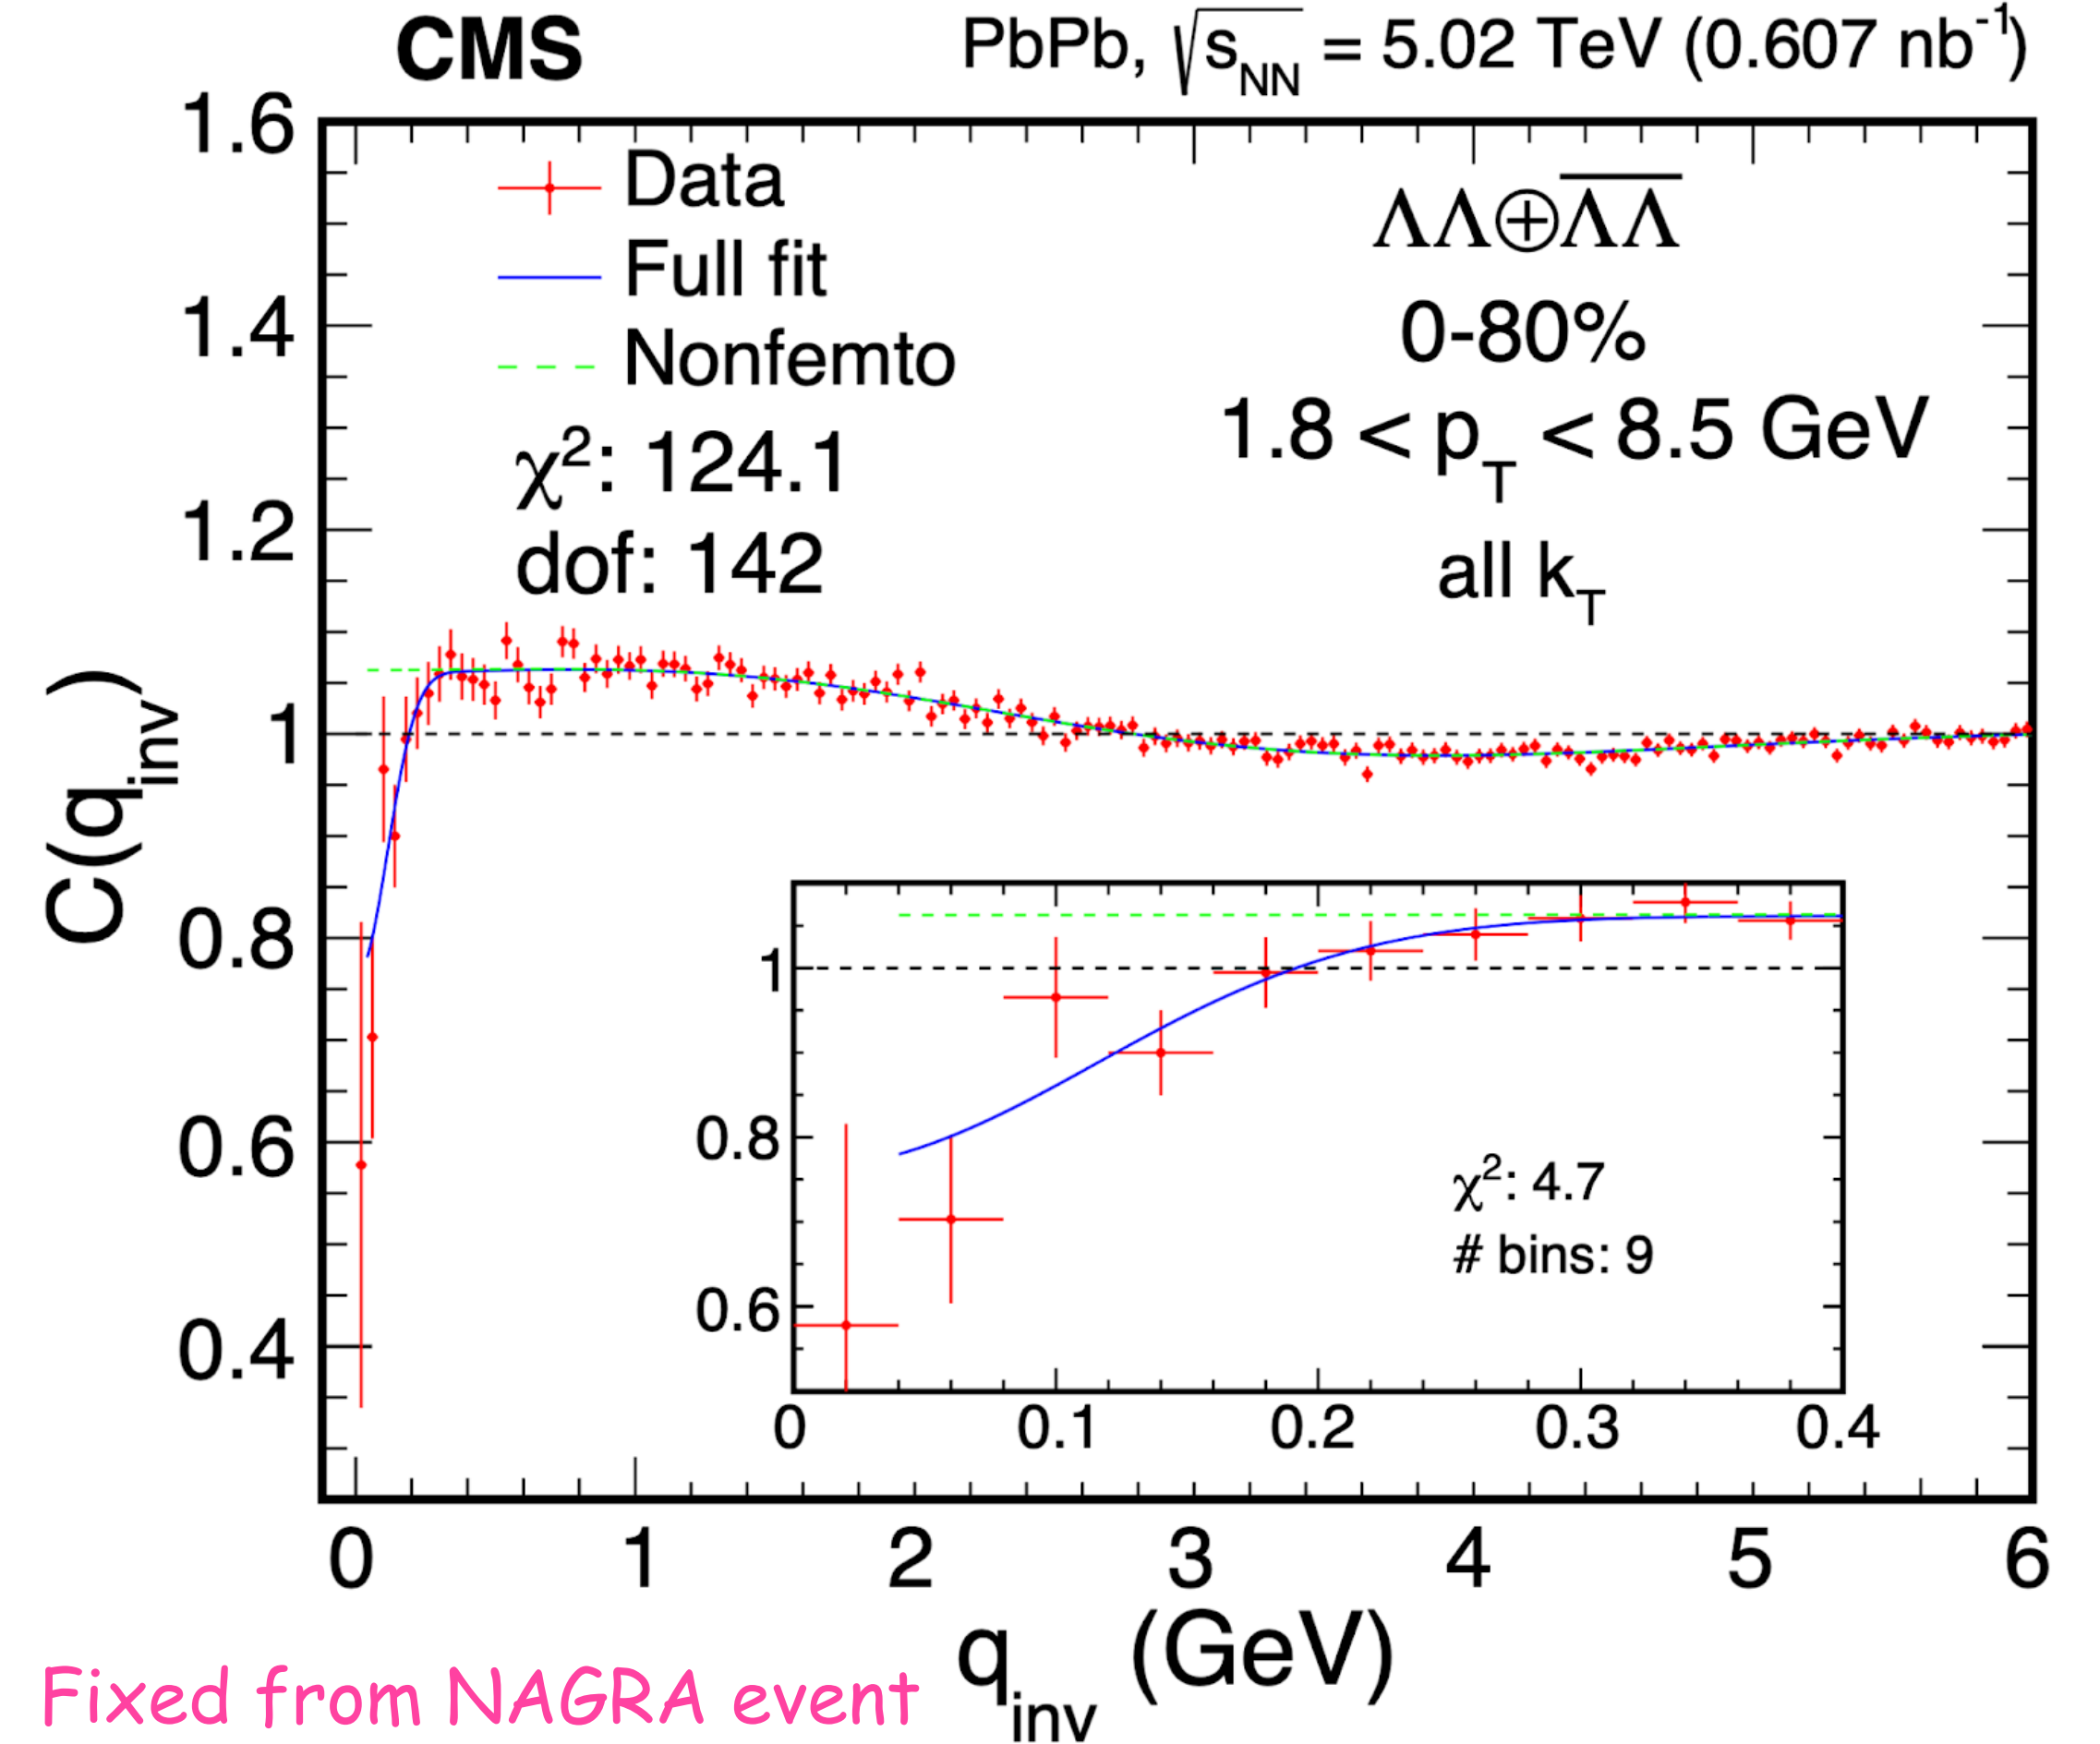 CMS
PbPb, √s_NN = 5.02 TeV (0.607 nb⁻¹)
1.6
1.4
1.2
1
0.8
0.6
0.4
C(q_inv)
Data
Full fit
Nonfemto
χ²: 124.1
dof: 142
ΛΛ⊕Λ̅Λ̅
0-80%
1.8 < p_T < 8.5 GeV
all k_T
1
0.8
0.6
χ²: 4.7
# bins: 9
0 0.1 0.2 0.3 0.4
0 1 2 3 4 5 6
q_inv (GeV)
Fixed from NAGRA event